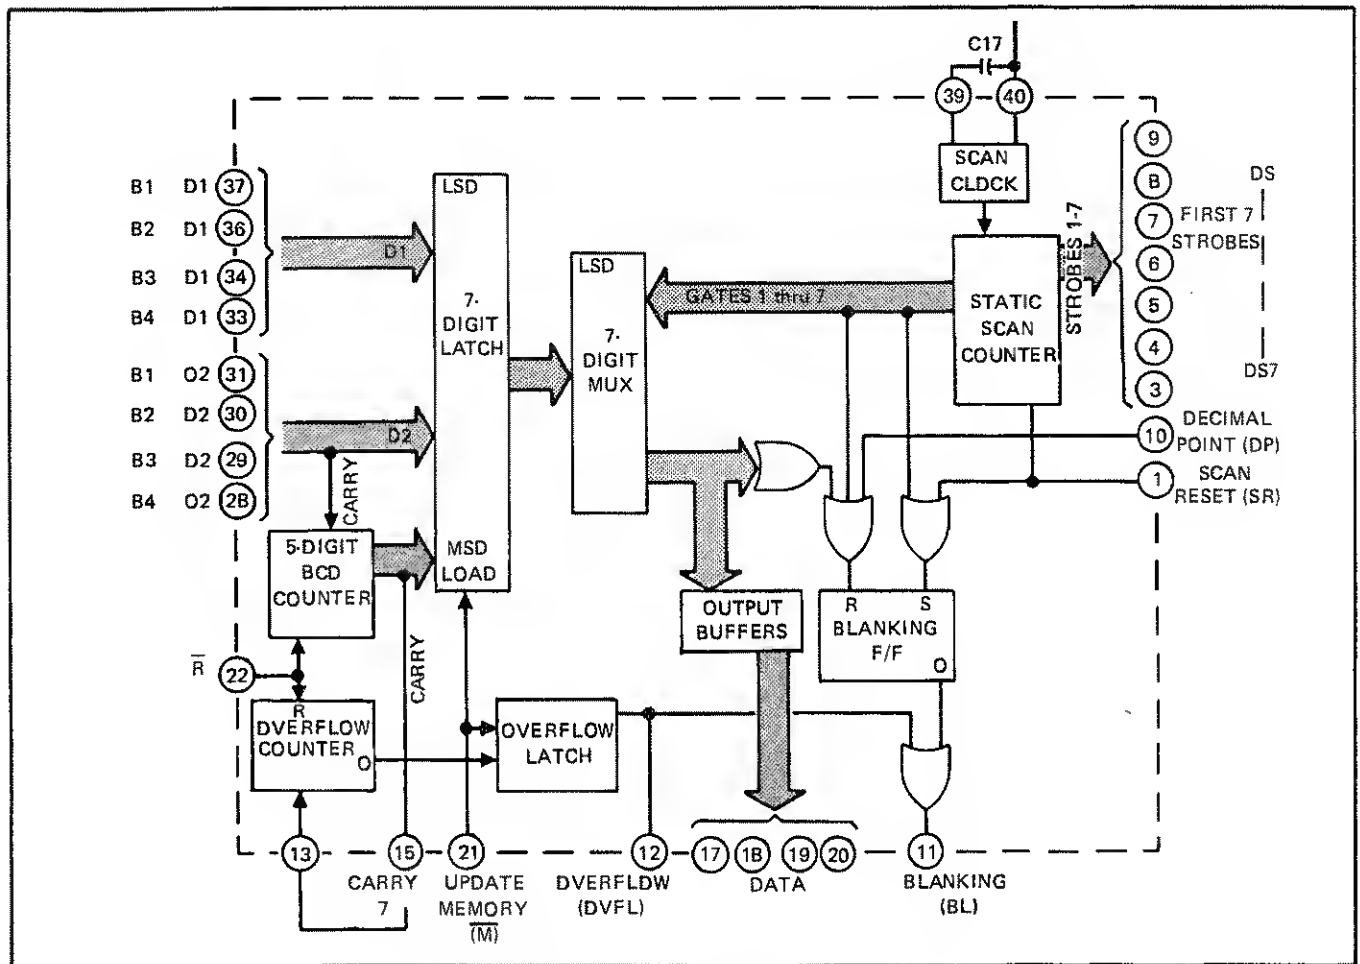 C17
39 40
SCAN
CLDCK
9
B
7
6
5
4
3
FIRST 7
STROBES
DS
DS7
STROBES 1-7
B1 D1 37
B2 D1 36
B3 D1 34
B4 D1 33
B1 O2 31
B2 D2 30
B3 D2 29
B4 O2 2B
D1
D2
LSD
7-
DIGIT
LATCH
MSD
LOAD
LSD
7-
DIGIT
MUX
GATES 1 thru 7
STATIC
SCAN
COUNTER
10 DECIMAL
POINT (DP)
1 SCAN
RESET (SR)
CARRY
5-DIGIT
BCD
COUNTER
CARRY
R
22
R
DVERFLOW
COUNTER
O
OVERFLOW
LATCH
OUTPUT
BUFFERS
R S
BLANKING
F/F
O
13 15 21 12 17 1B 19 20 11
CARRY
7
UPDATE
MEMORY
(M)
DVERFLDW
(DVFL)
DATA
BLANKING
(BL)